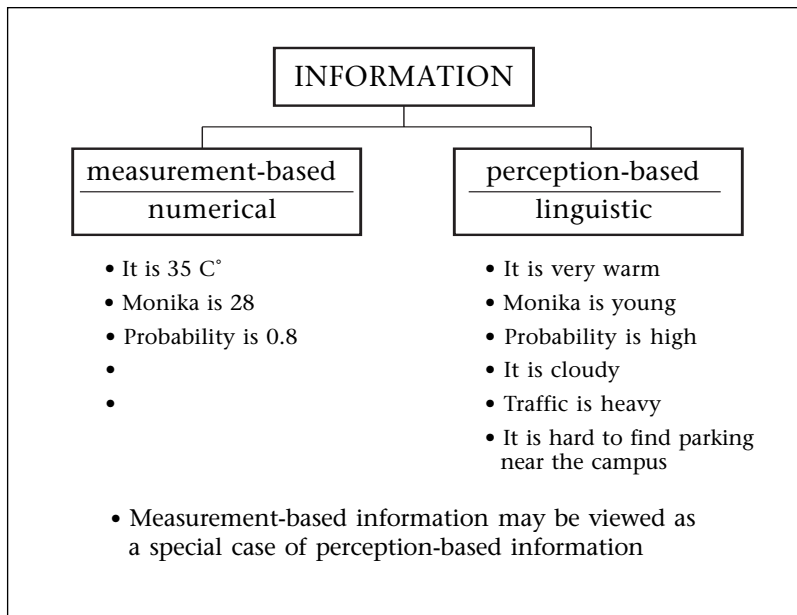 INFORMATION
measurement-based
numerical
• It is 35 C°
• Monika is 28
• Probability is 0.8
•
•
perception-based
linguistic
• It is very warm
• Monika is young
• Probability is high
• It is cloudy
• Traffic is heavy
• It is hard to find parking
near the campus
• Measurement-based information may be viewed as
a special case of perception-based information